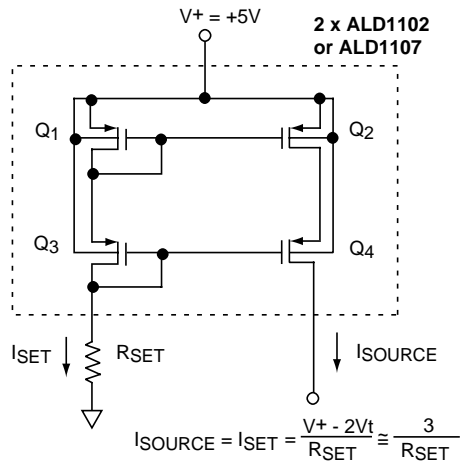 V+ = +5V
2 x ALD1102
or ALD1107
Q1
Q2
Q3
Q4
ISET
RSET
ISOURCE
ISOURCE = ISET = V+ - 2Vt / RSET ≅ 3 / RSET